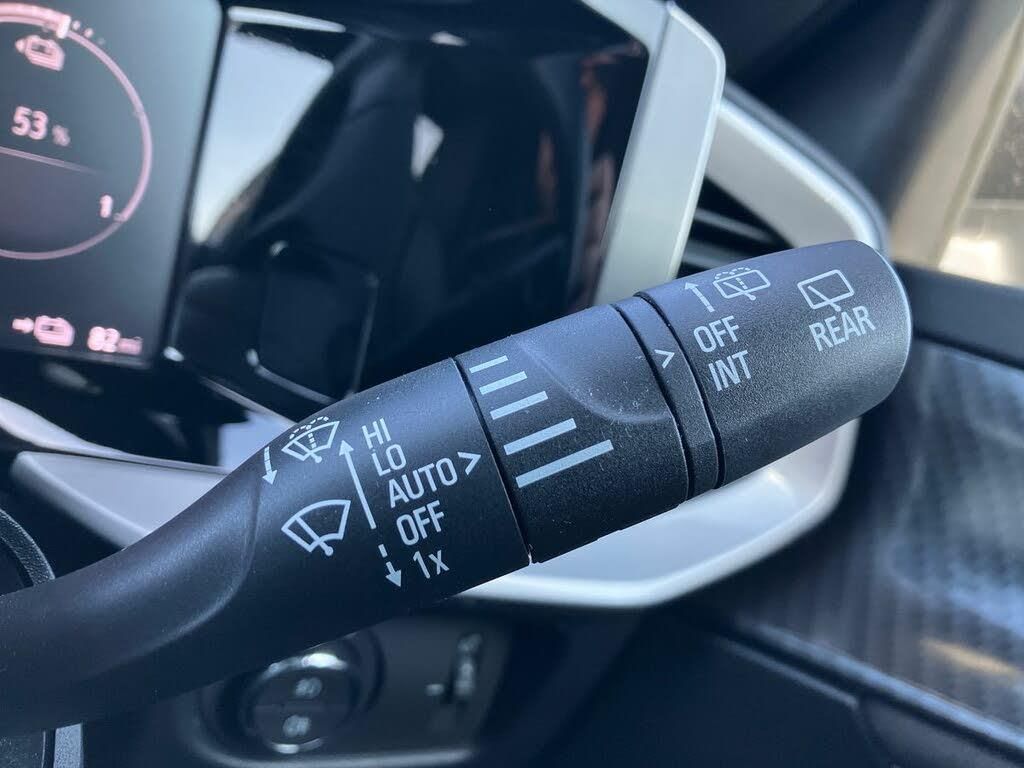 53 %
1
82 mi
HI
LO
AUTO >
OFF
1x
>
OFF
INT
REAR